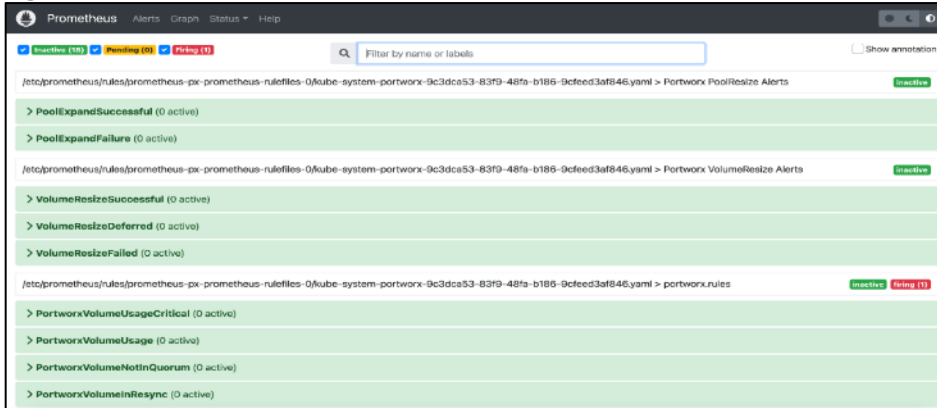 Prometheus Alerts Graph Status Help
Inactive (18) Pending (0) Firing (1) Filter by name or labels Show annotation
/etc/prometheus/rules/prometheus-px-prometheus-rulefiles-0/kube-system-portworx-9c3dca53-83f9-48fa-b186-9cfeed3af846.yaml > Portworx PoolResize Alerts inactive
> PoolExpandSuccessful (0 active)
> PoolExpandFailure (0 active)
/etc/prometheus/rules/prometheus-px-prometheus-rulefiles-0/kube-system-portworx-9c3dca53-83f9-48fa-b186-9cfeed3af846.yaml > Portworx VolumeResize Alerts inactive
> VolumeResizeSuccessful (0 active)
> VolumeResizeDeferred (0 active)
> VolumeResizeFailed (0 active)
/etc/prometheus/rules/prometheus-px-prometheus-rulefiles-0/kube-system-portworx-9c3dca53-83f9-48fa-b186-9cfeed3af846.yaml > portworx.rules inactive firing (1)
> PortworxVolumeUsageCritical (0 active)
> PortworxVolumeUsage (0 active)
> PortworxVolumeNotInQuorum (0 active)
> PortworxVolumeInResync (0 active)